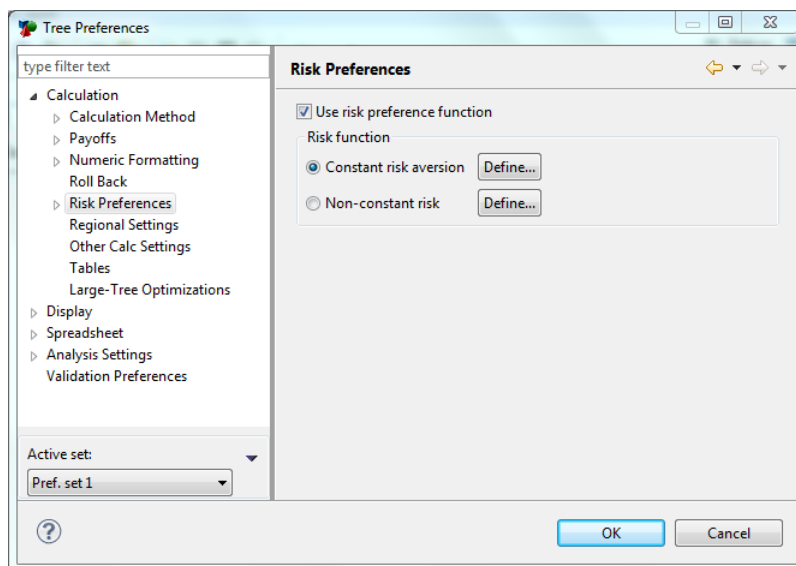 Tree Preferences
type filter text
Calculation
Calculation Method
Payoffs
Numeric Formatting
Roll Back
Risk Preferences
Regional Settings
Other Calc Settings
Tables
Large-Tree Optimizations
Display
Spreadsheet
Analysis Settings
Validation Preferences
Active set:
Pref. set 1
Risk Preferences
Use risk preference function
Risk function
Constant risk aversion Define...
Non-constant risk Define...
?
OK Cancel